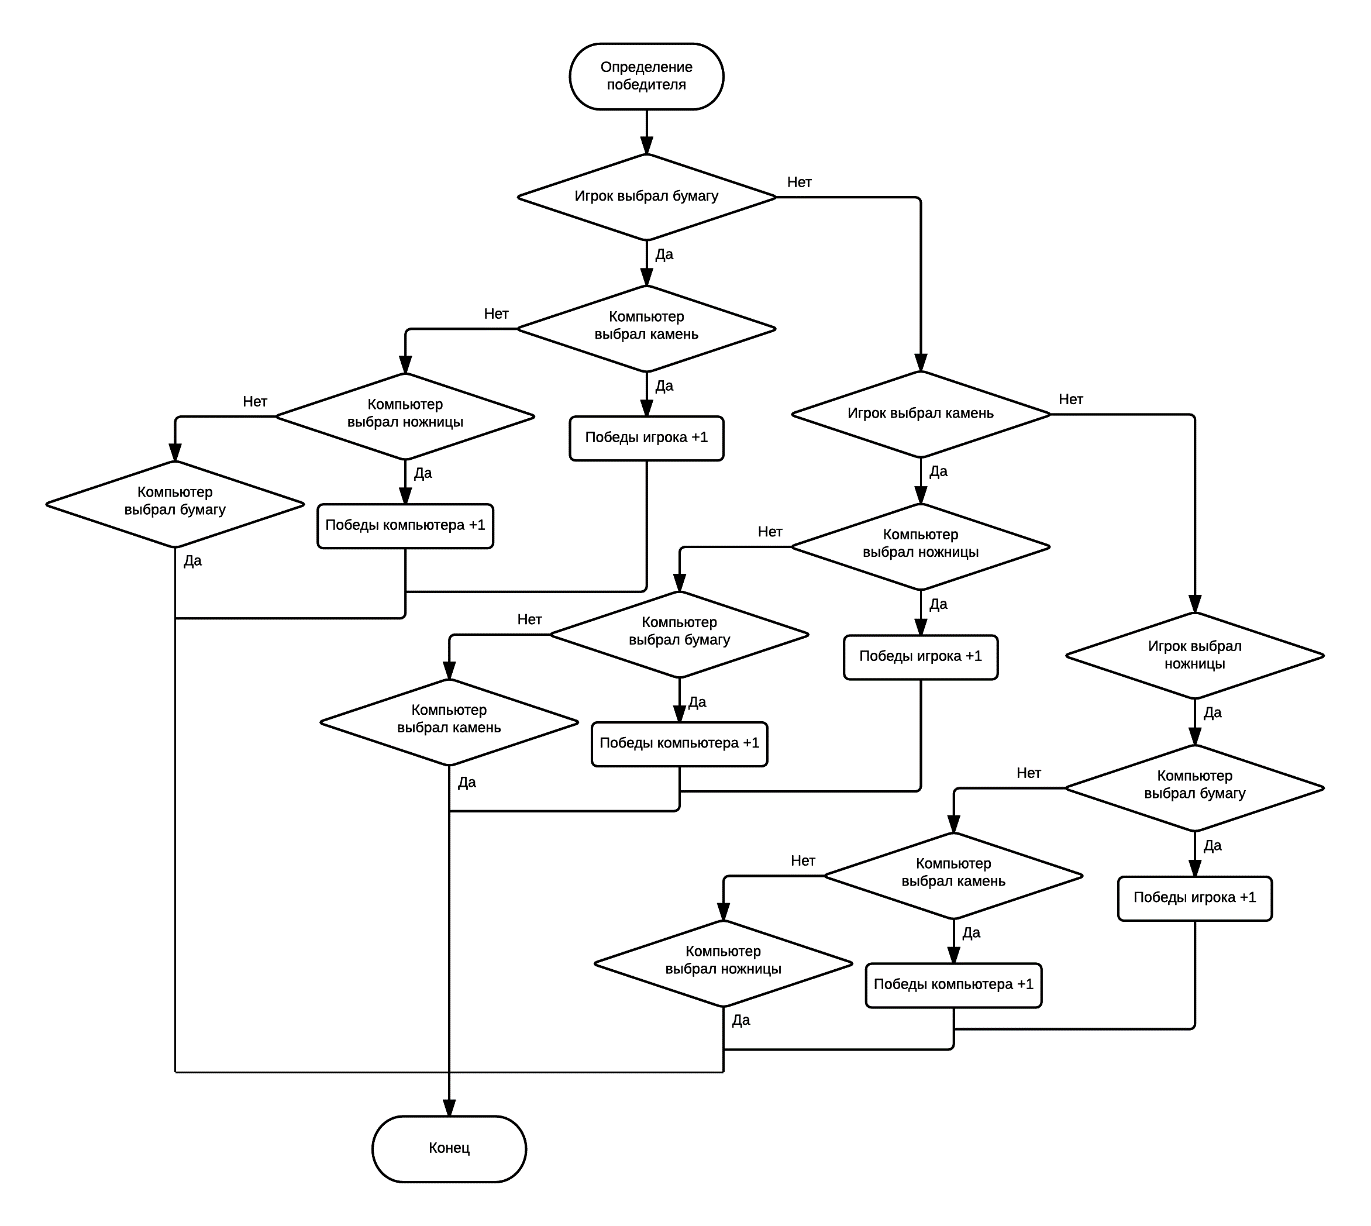 Определение
победителя
Игрок выбрал бумагу
Нет
Да
Компьютер
выбрал камень
Нет
Да
Компьютер
выбрал ножницы
Нет
Да
Победы игрока +1
Игрок выбрал камень
Нет
Да
Компьютер
выбрал бумагу
Да
Победы компьютера +1
Компьютер
выбрал ножницы
Нет
Да
Компьютер
выбрал бумагу
Нет
Да
Победы игрока +1
Игрок выбрал
ножницы
Да
Компьютер
выбрал камень
Да
Победы компьютера +1
Компьютер
выбрал бумагу
Нет
Да
Компьютер
выбрал камень
Нет
Да
Победы игрока +1
Компьютер
выбрал ножницы
Да
Победы компьютера +1
Конец